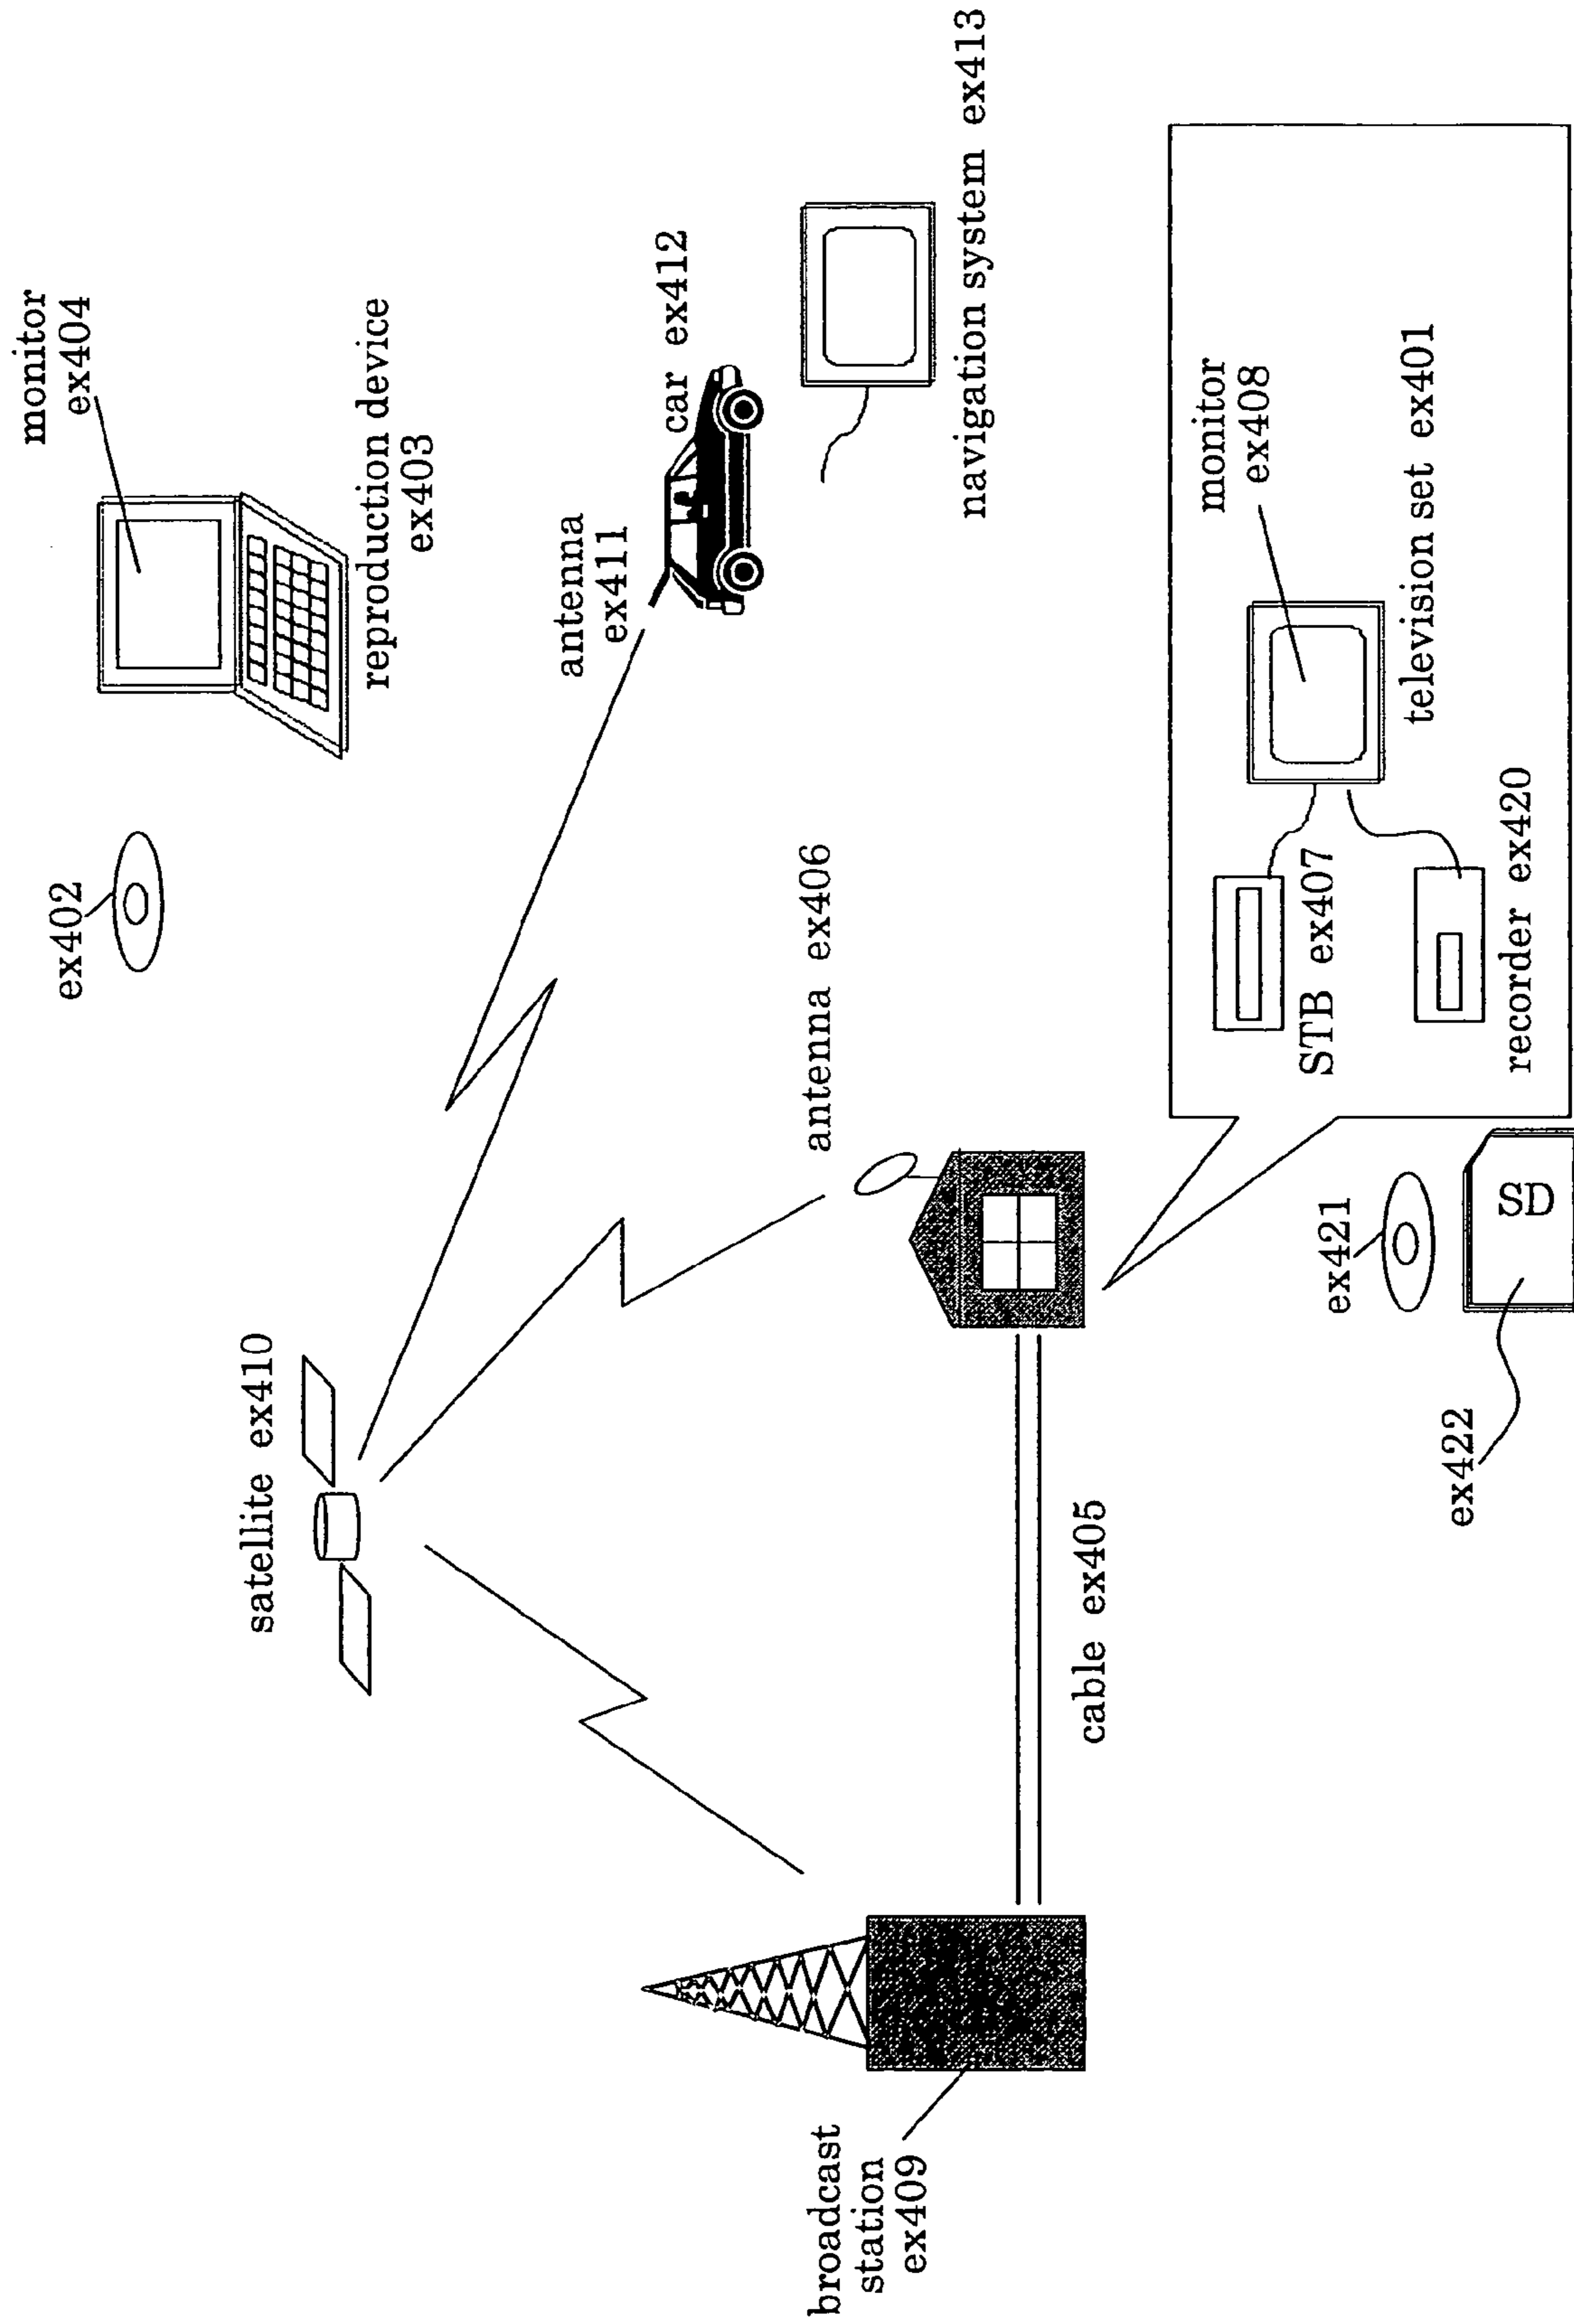 monitor
ex404
reproduction device
ex403
ex402
satellite ex410
antenna
ex411
car ex412
navigation system ex413
antenna ex406
broadcast
station
ex409
cable ex405
monitor
ex408
television set ex401
STB ex407
recorder ex420
ex421
SD
ex422